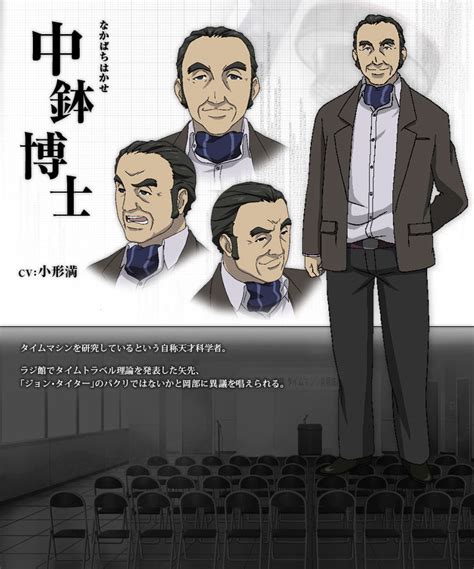 なかばちはかせ
中鉢博士
CV:小形満
タイムマシンを研究しているという自称天才科学者。
ラジ館でタイムトラベル理論を発表した矢先、
「ジョン・タイター」のパクリではないかと岡部に異議を唱えられる。